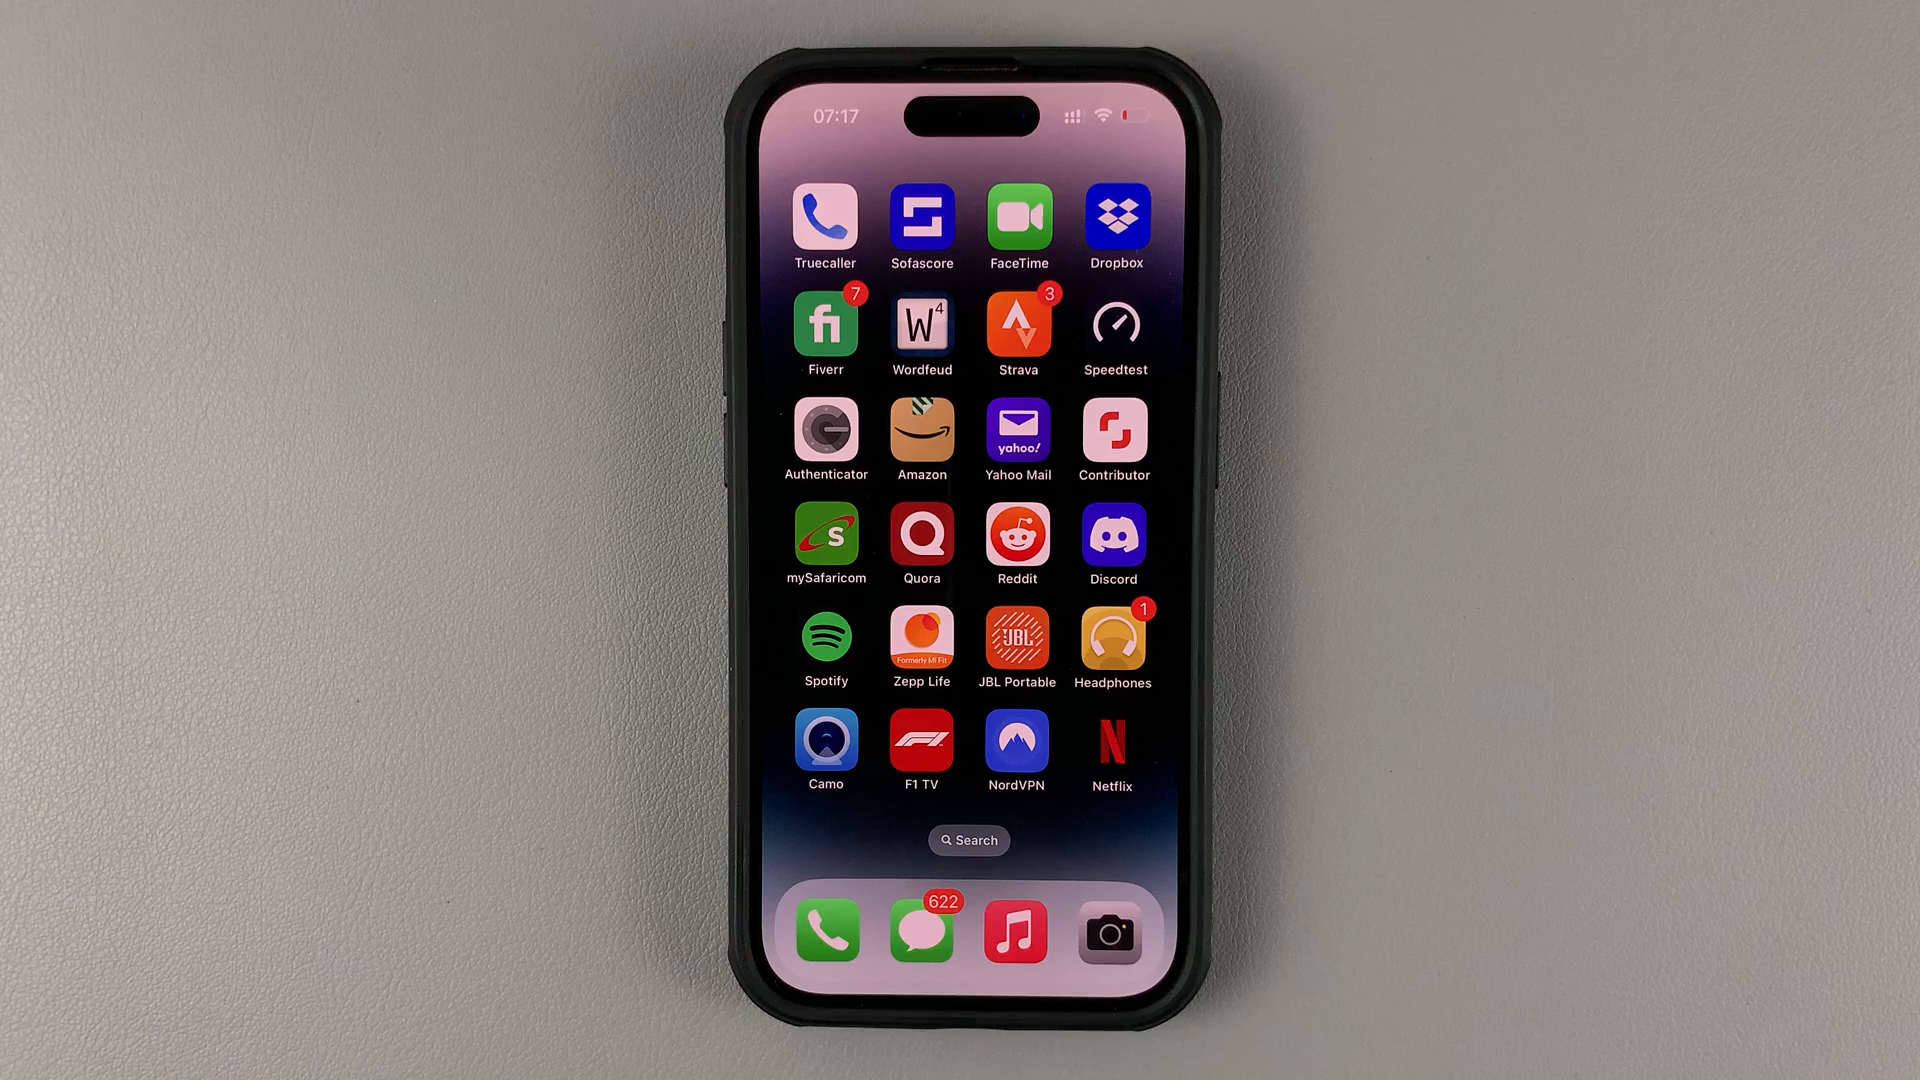 07:17
Truecaller Sofascore FaceTime Dropbox
7 3
fi W4
Fiverr Wordfeud Strava Speedtest
yahoo!
Authenticator Amazon Yahoo Mail Contributor
S
mySafaricom Quora Reddit Discord
1
JBL
Formerly Mi Fit
Spotify Zepp Life JBL Portable Headphones
Camo F1 TV NordVPN Netflix
Search
622